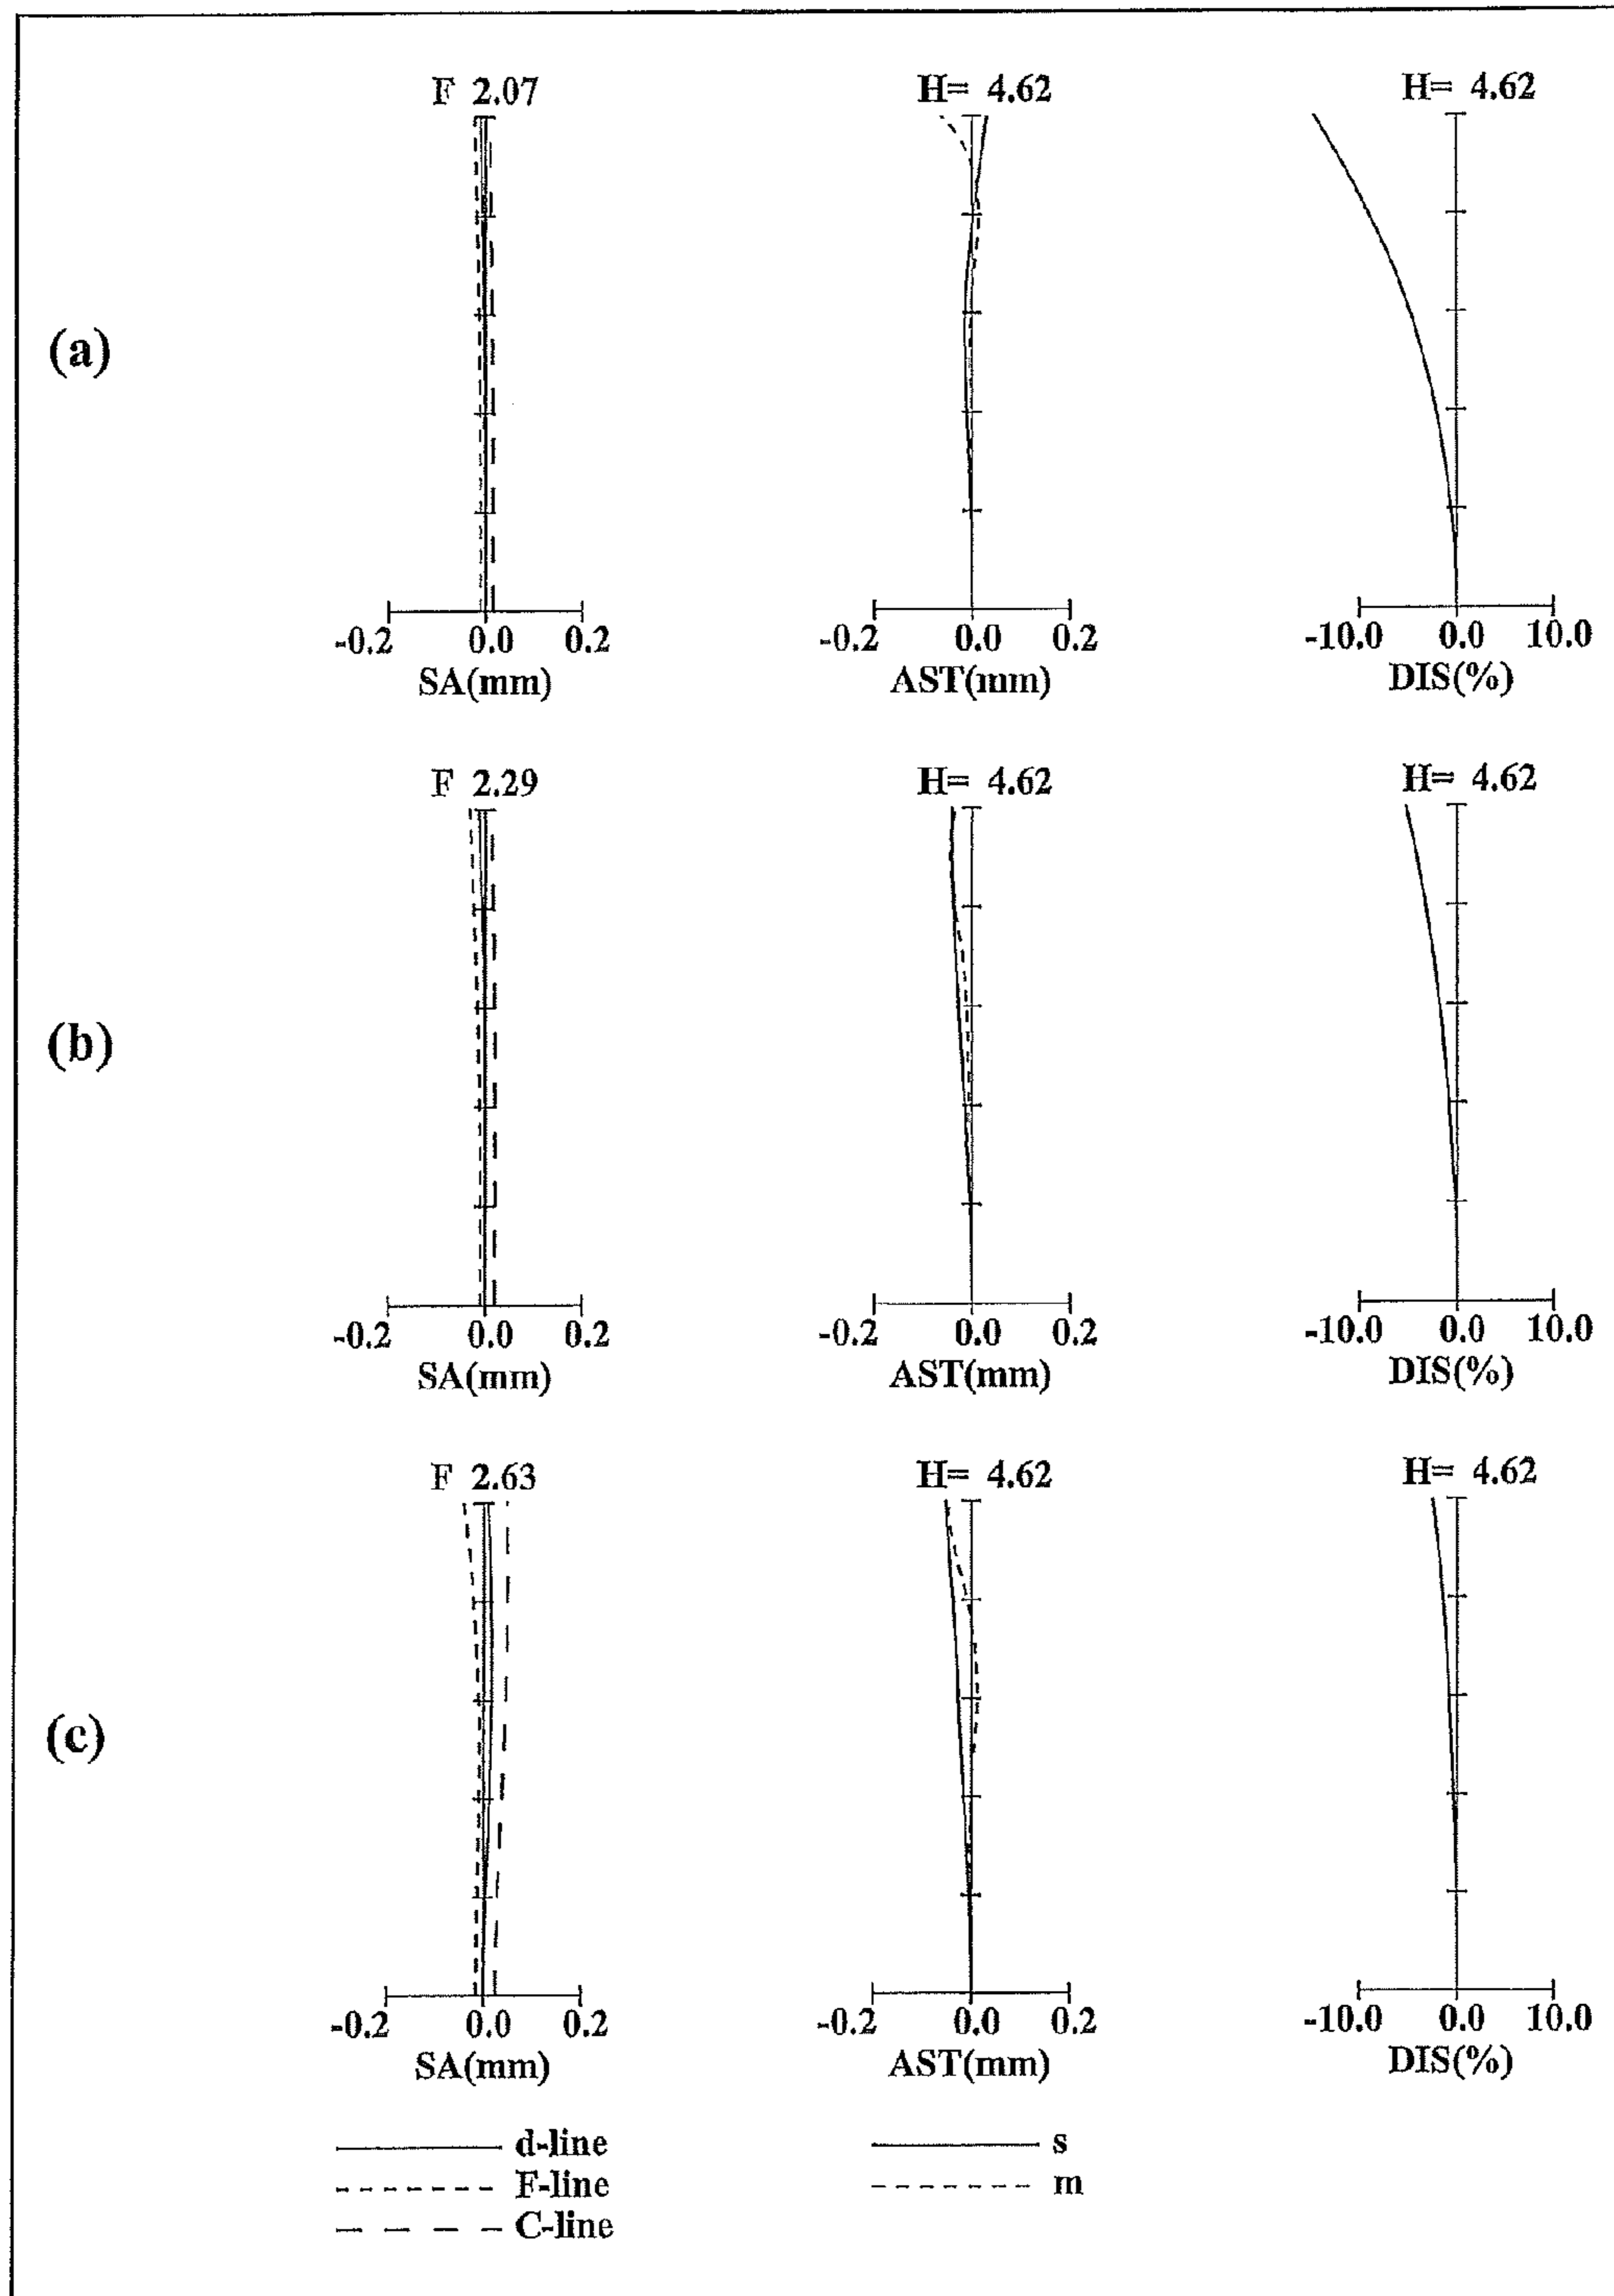 F 2.07
H= 4.62
H= 4.62
(a)
-0.2 0.0 0.2
SA(mm)
-0.2 0.0 0.2
AST(mm)
-10.0 0.0 10.0
DIS(%)
F 2.29
H= 4.62
H= 4.62
(b)
-0.2 0.0 0.2
SA(mm)
-0.2 0.0 0.2
AST(mm)
-10.0 0.0 10.0
DIS(%)
F 2.63
H= 4.62
H= 4.62
(c)
-0.2 0.0 0.2
SA(mm)
-0.2 0.0 0.2
AST(mm)
-10.0 0.0 10.0
DIS(%)
d-line
F-line
C-line
s
m